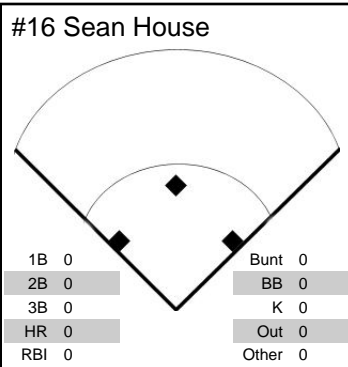 #16 Sean House
1B 0 Bunt 0
2B 0 BB 0
3B 0 K 0
HR 0 Out 0
RBI 0 Other 0